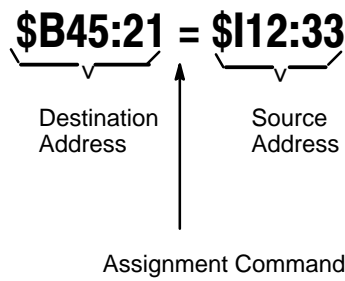 $B45:21 = $I12:33
Destination Address
Source Address
Assignment Command